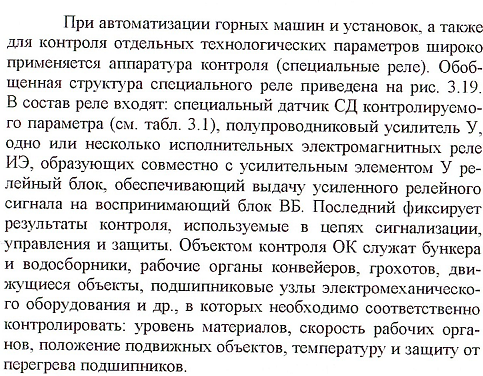 При автоматизации горных машин и установок, а также
для контроля отдельных технологических параметров широко
применяется аппаратура контроля (специальные реле). Обоб-
щенная структура специального реле приведена на рис. 3.19.
В состав реле входят: специальный датчик СД контролируемо-
го параметра (см. табл. 3.1), полупроводниковый усилитель У,
одно или несколько исполнительных электромагнитных реле
ИЭ, образующих совместно с усилительным элементом У ре-
лейный блок, обеспечивающий выдачу усиленного релейного
сигнала на воспринимающий блок ВБ. Последний фиксирует
результаты контроля, используемые в цепях сигнализации,
управления и защиты. Объектом контроля ОК служат бункера
и водосборники, рабочие органы конвейеров, грохотов, дви-
жущиеся объекты, подшипниковые узлы электромеханическо-
го оборудования и др., в которых необходимо соответственно
контролировать: уровень материалов, скорость рабочих орга-
нов, положение подвижных объектов, температуру и защиту от
перегрева подшипников.